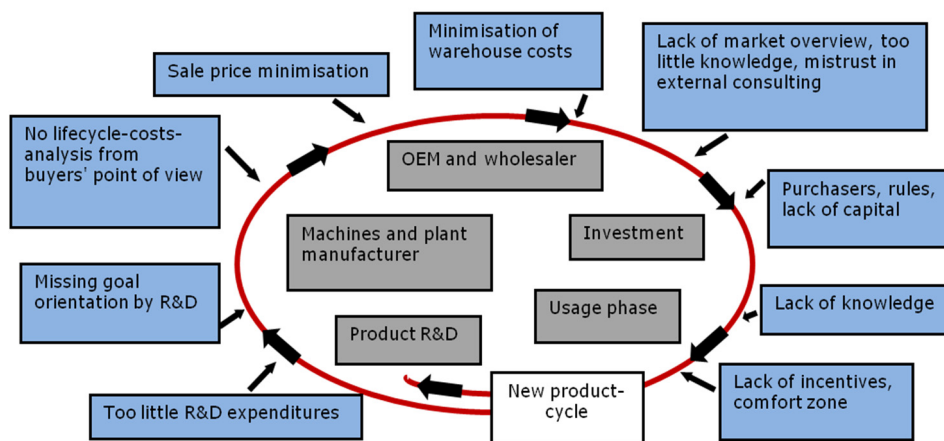 Minimisation of
warehouse costs
Lack of market overview, too
little knowledge, mistrust in
external consulting
Sale price minimisation
No lifecycle-costs-
analysis from
buyers' point of view
OEM and wholesaler
Purchasers, rules,
lack of capital
Machines and plant
manufacturer
Investment
Missing goal
orientation by R&D
Usage phase
Lack of knowledge
Product R&D
Too little R&D expenditures
New product-
cycle
Lack of incentives,
comfort zone